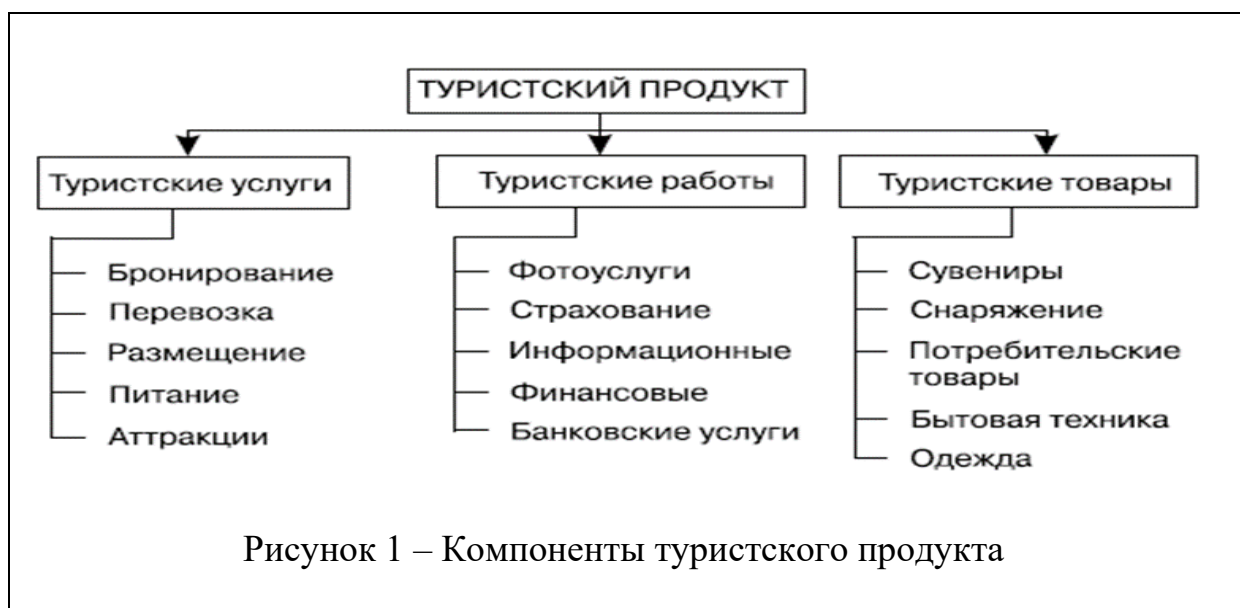 ТУРИСТСКИЙ ПРОДУКТ
Туристские услуги
Бронирование
Перевозка
Размещение
Питание
Аттракции
Туристские работы
Фотоуслуги
Страхование
Информационные
Финансовые
Банковские услуги
Туристские товары
Сувениры
Снаряжение
Потребительские
товары
Бытовая техника
Одежда
Рисунок 1 – Компоненты туристского продукта